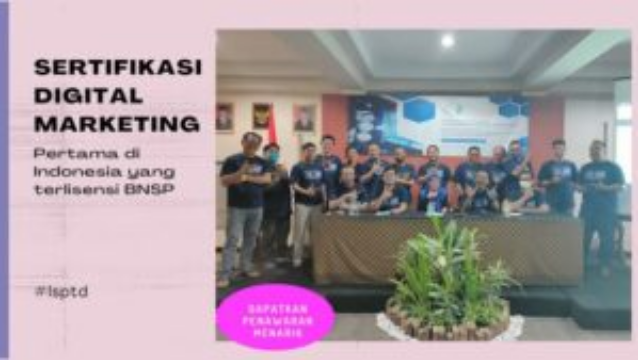 SERTIFIKASI
DIGITAL
MARKETING
Pertama di
Indonesia yang
terlisensi BNSP
#lsptd
DAPATKAN
PENAWARAN
MENARIK